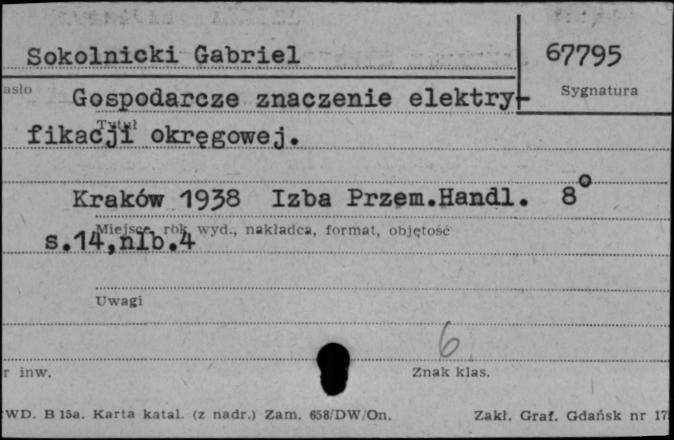 Sokolnicki Gabriel 67795
asło Sygnatura
Gospodarcze znaczenie elektry-
Tytuł
fikacji okręgowej.
Kraków 1938 Izba Przem.Handl. 8°
Miejsce, rok wyd., nakładca, format, objętość
s.14,nlb.4
Uwagi
6
r inw. Znak klas.
WD. B 15a. Karta katal. (z nadr.) Zam. 658/DW/On. Zakł. Graf. Gdańsk nr 17